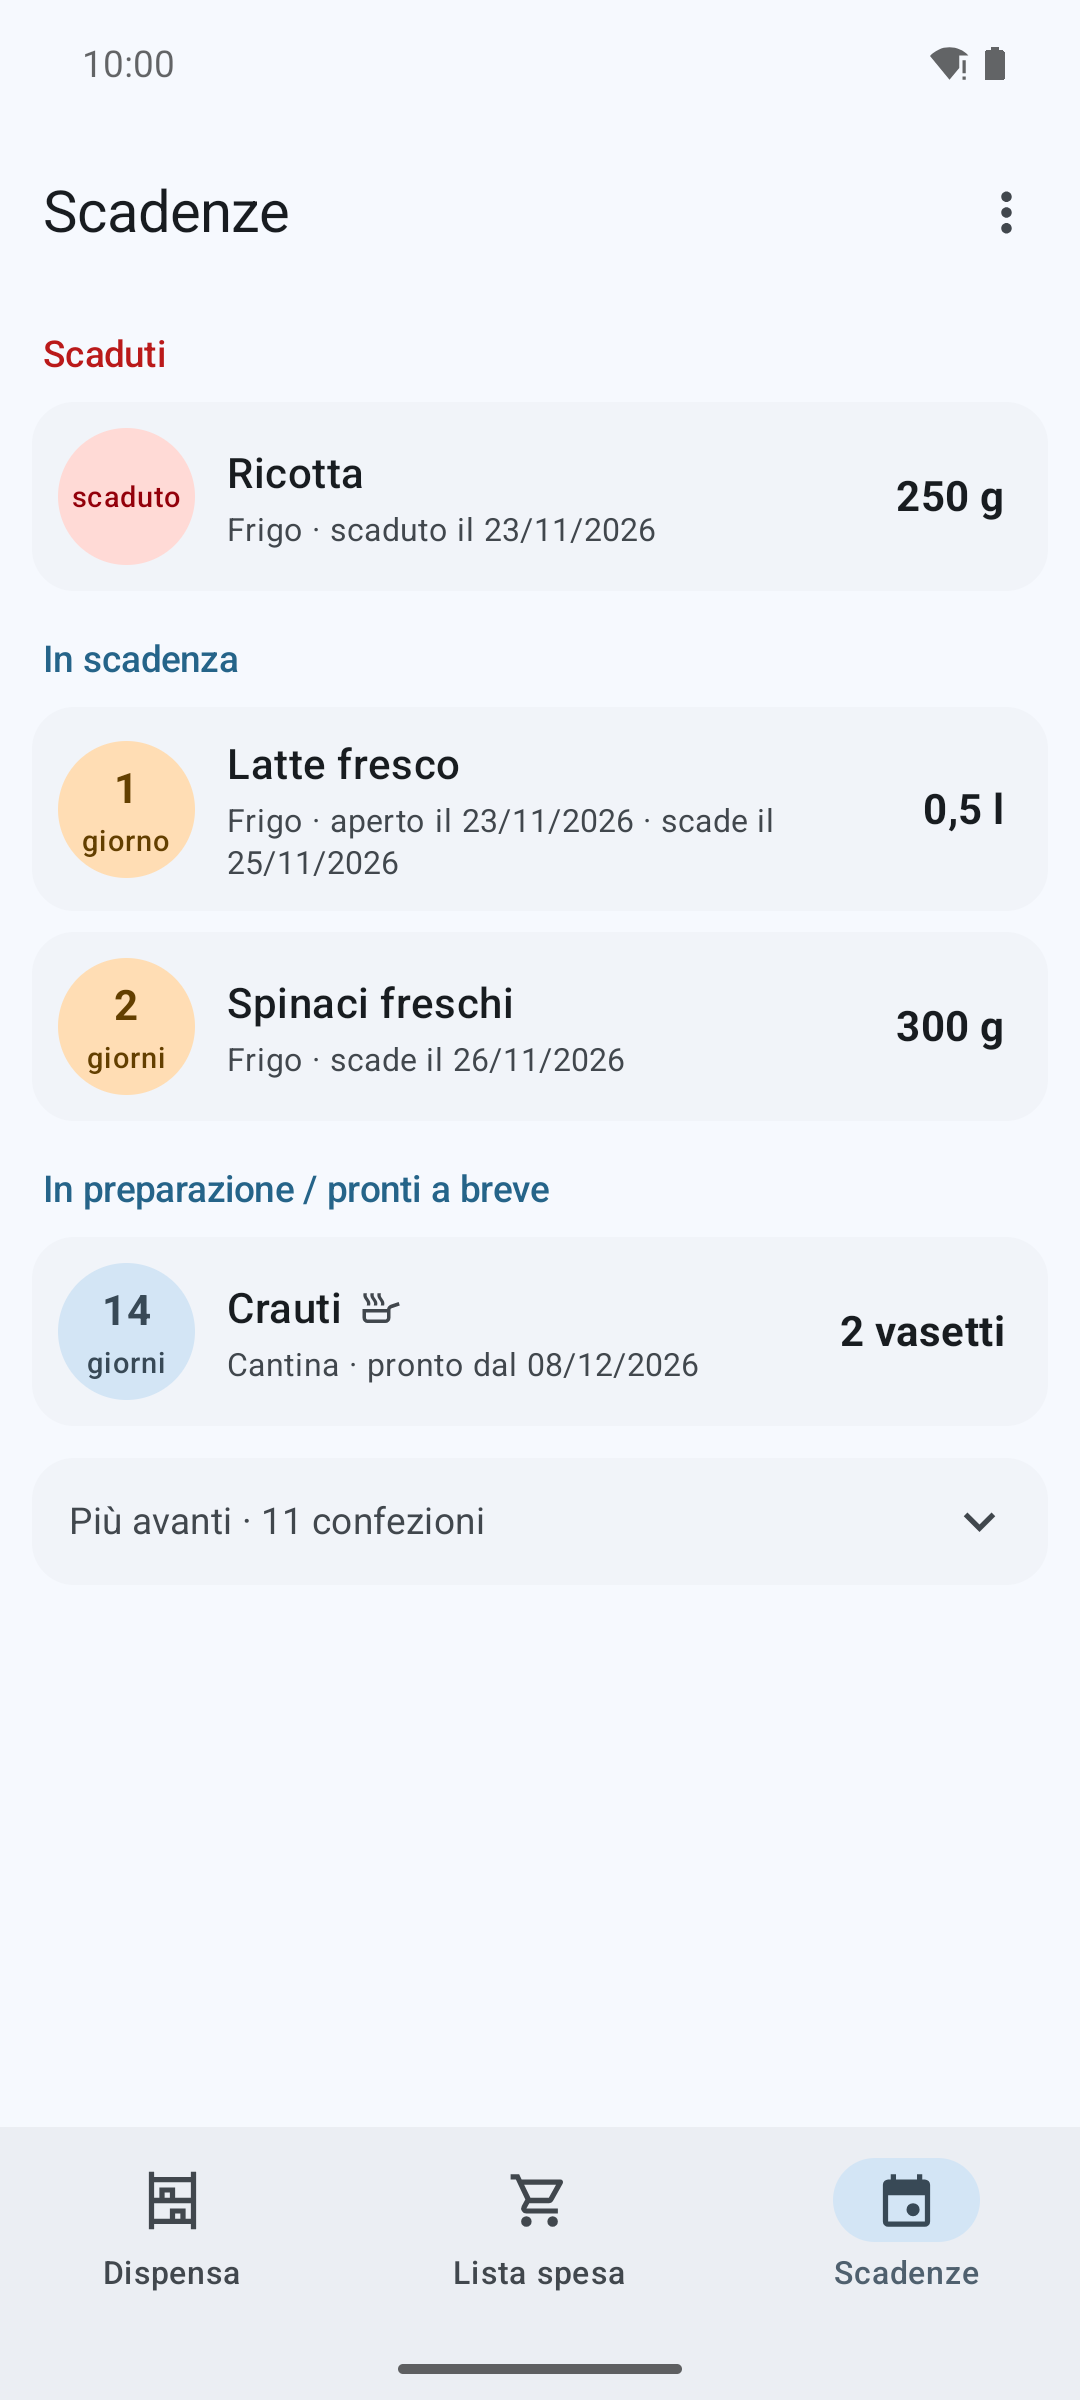 10:00
Scadenze
Scaduti
scaduto
Ricotta
Frigo · scaduto il 23/11/2026
250 g
In scadenza
1
giorno
Latte fresco
Frigo · aperto il 23/11/2026 · scade il
25/11/2026
0,5 l
2
giorni
Spinaci freschi
Frigo · scade il 26/11/2026
300 g
In preparazione / pronti a breve
14
giorni
Crauti
Cantina · pronto dal 08/12/2026
2 vasetti
Più avanti · 11 confezioni
Dispensa
Lista spesa
Scadenze